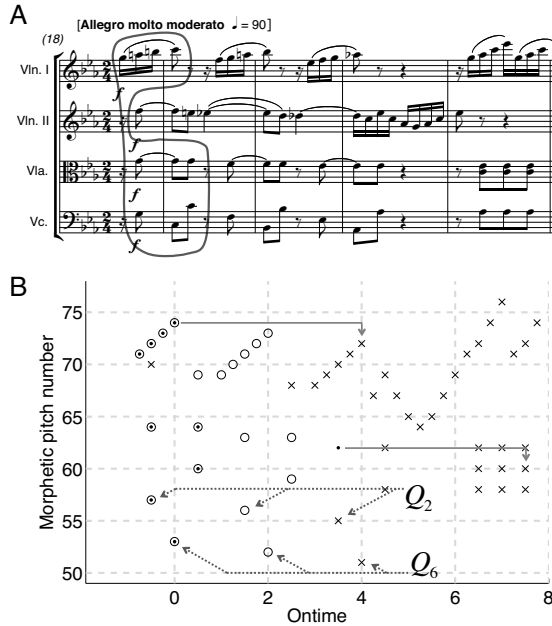 A
[Allegro molto moderato ♩ = 90]
(18)
Vln. I
f
Vln. II
f
Vla.
f
Vc.
f
B
Morphetic pitch number
75
70
65
60
55
50
Q2
Q6
0 2 4 6 8
Ontime